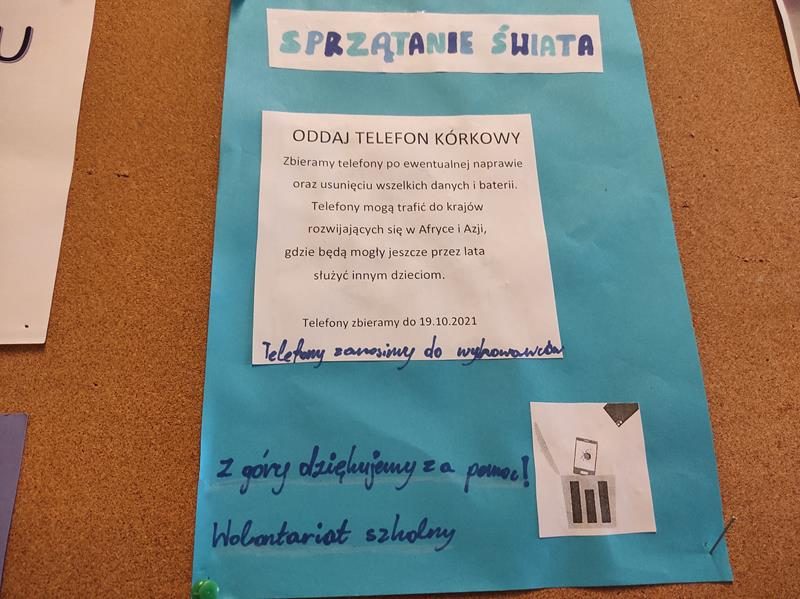 U
SPRZĄTANIE ŚWIATA
ODDAJ TELEFON KÓRKOWY
Zbieramy telefony po ewentualnej naprawie
oraz usunięciu wszelkich danych i baterii.
Telefony mogą trafić do krajów
rozwijających się w Afryce i Azji,
gdzie będą mogły jeszcze przez lata
służyć innym dzieciom.
Telefony zbieramy do 19.10.2021
Telefony zanosimy do wychowawców
Z góry dziękujemy za pomoc!
Wolontariat szkolny